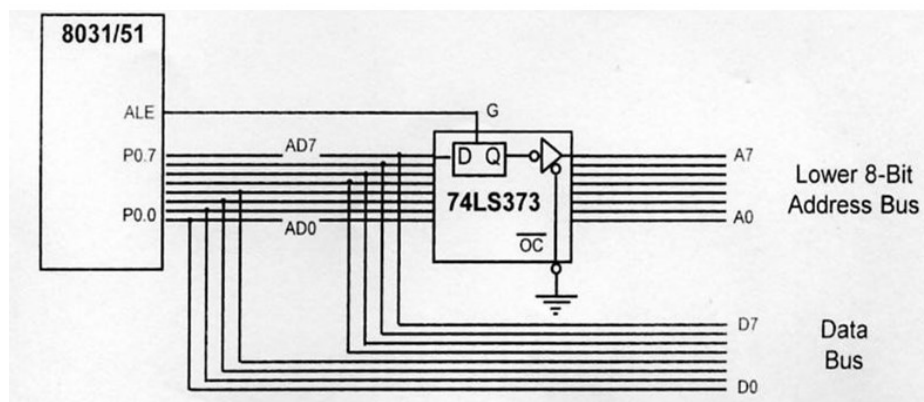 8031/51
ALE
G
P0.7
AD7
D Q
A7
Lower 8-Bit
Address Bus
74LS373
P0.0
AD0
A0
OC
D7
Data
Bus
D0